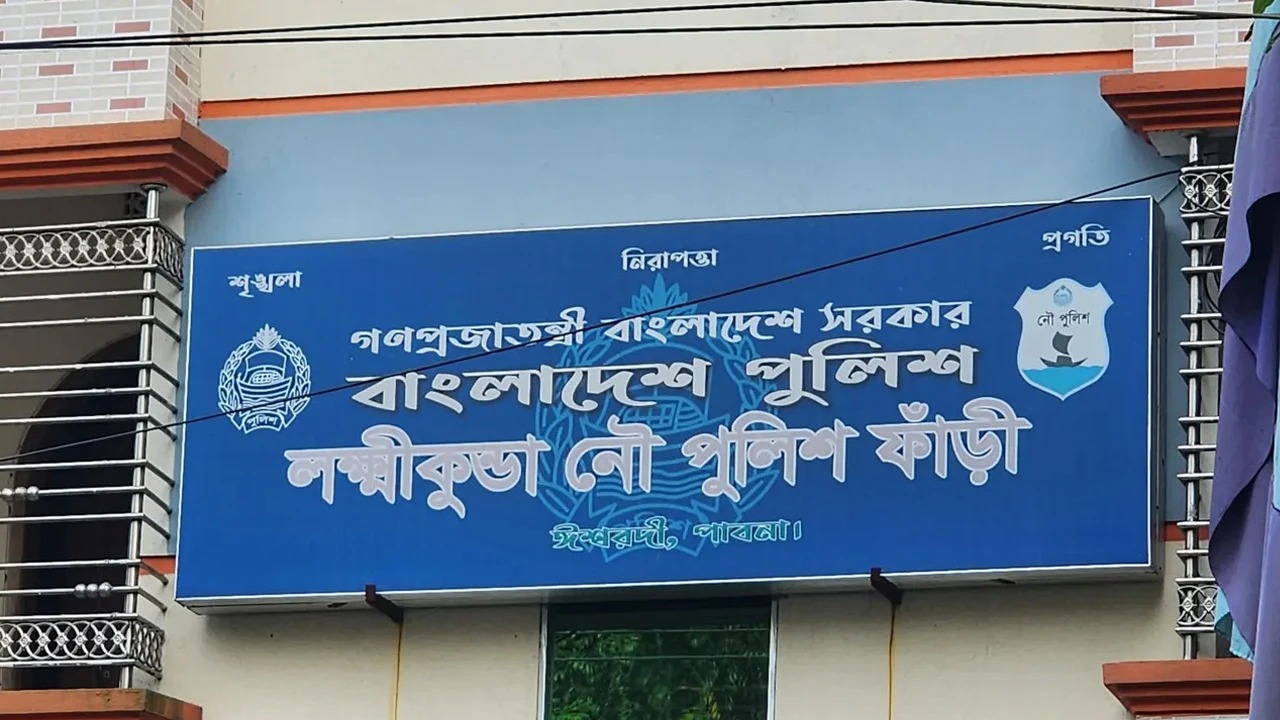 শৃঙ্খলা
নিরাপত্তা
প্রগতি
গণপ্রজাতন্ত্রী বাংলাদেশ সরকার
বাংলাদেশ পুলিশ
লক্ষ্মীকুন্ডা নৌ পুলিশ ফাঁড়ী
ঈশ্বরদী, পাবনা।
পুলিশ
নৌ পুলিশ